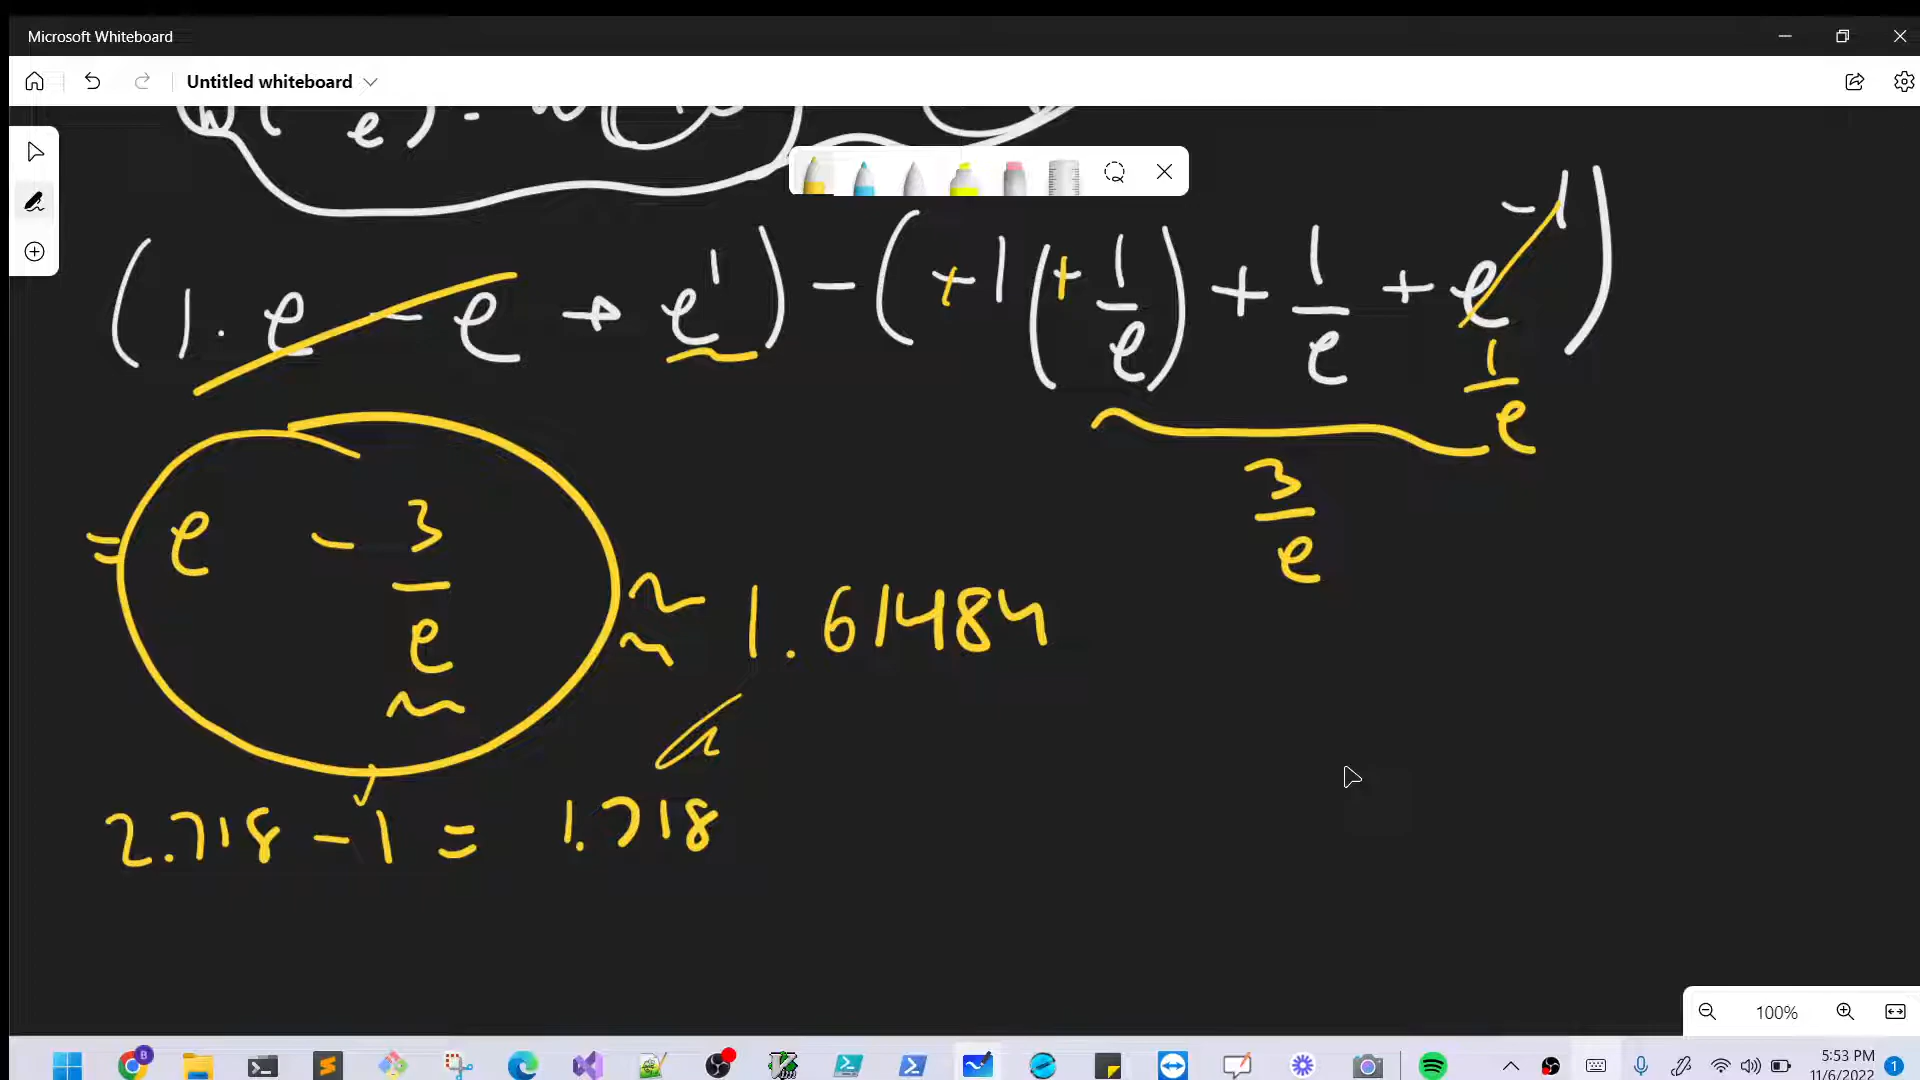 Microsoft Whiteboard
Untitled whiteboard
e
(1 . e - e + e^1) - (+1(+1/e) + 1/e + e^-1)
1/e
3/e
= e - 3/e ≈ 1.61484
2.718 - 1 = 1.718
100%
B
5:53 PM
11/6/2022
1